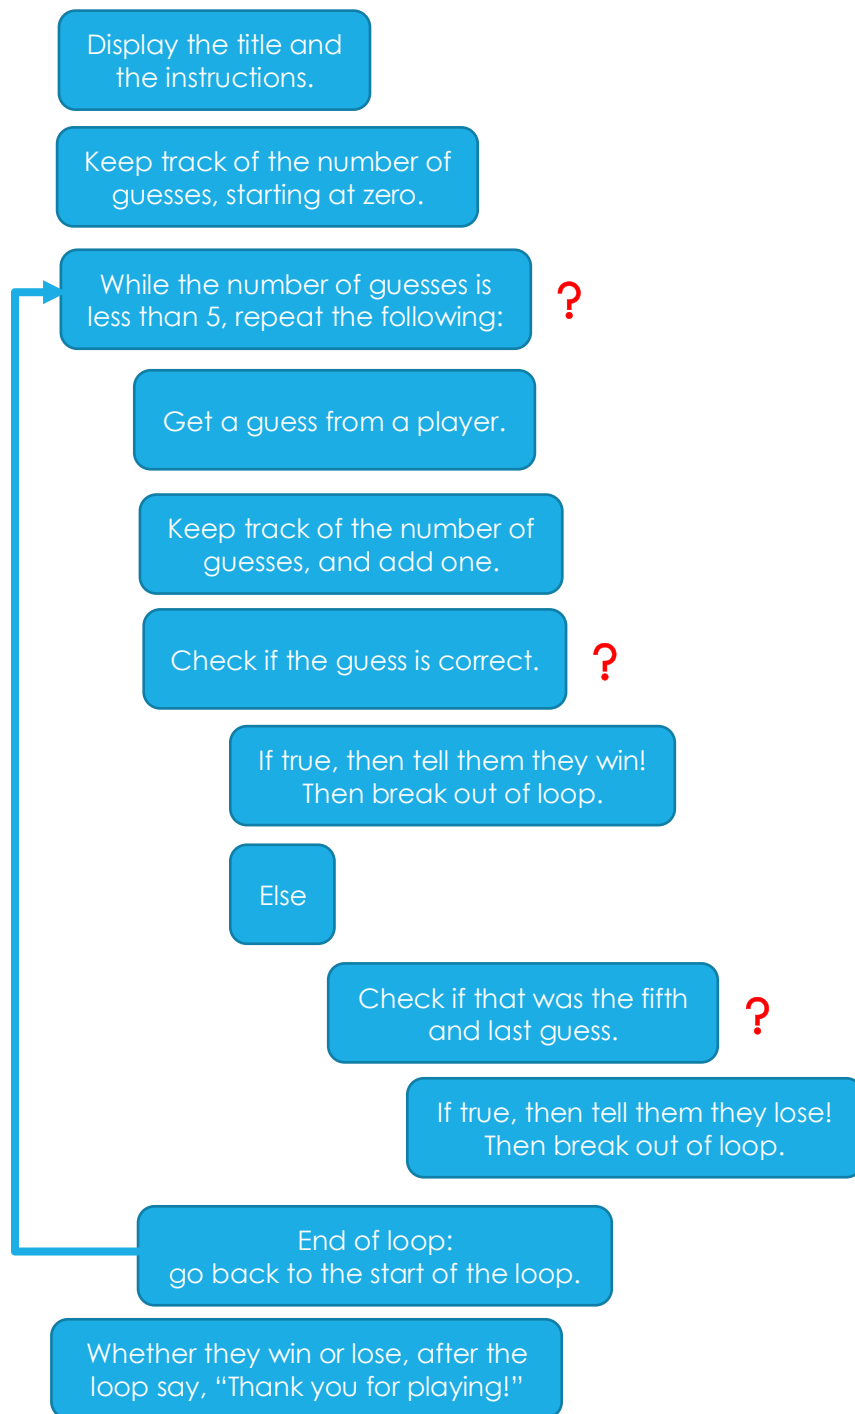 Display the title and
the instructions.
Keep track of the number of
guesses, starting at zero.
While the number of guesses is
less than 5, repeat the following:
?
Get a guess from a player.
Keep track of the number of
guesses, and add one.
Check if the guess is correct.
?
If true, then tell them they win!
Then break out of loop.
Else
Check if that was the fifth
and last guess.
?
If true, then tell them they lose!
Then break out of loop.
End of loop:
go back to the start of the loop.
Whether they win or lose, after the
loop say, “Thank you for playing!”